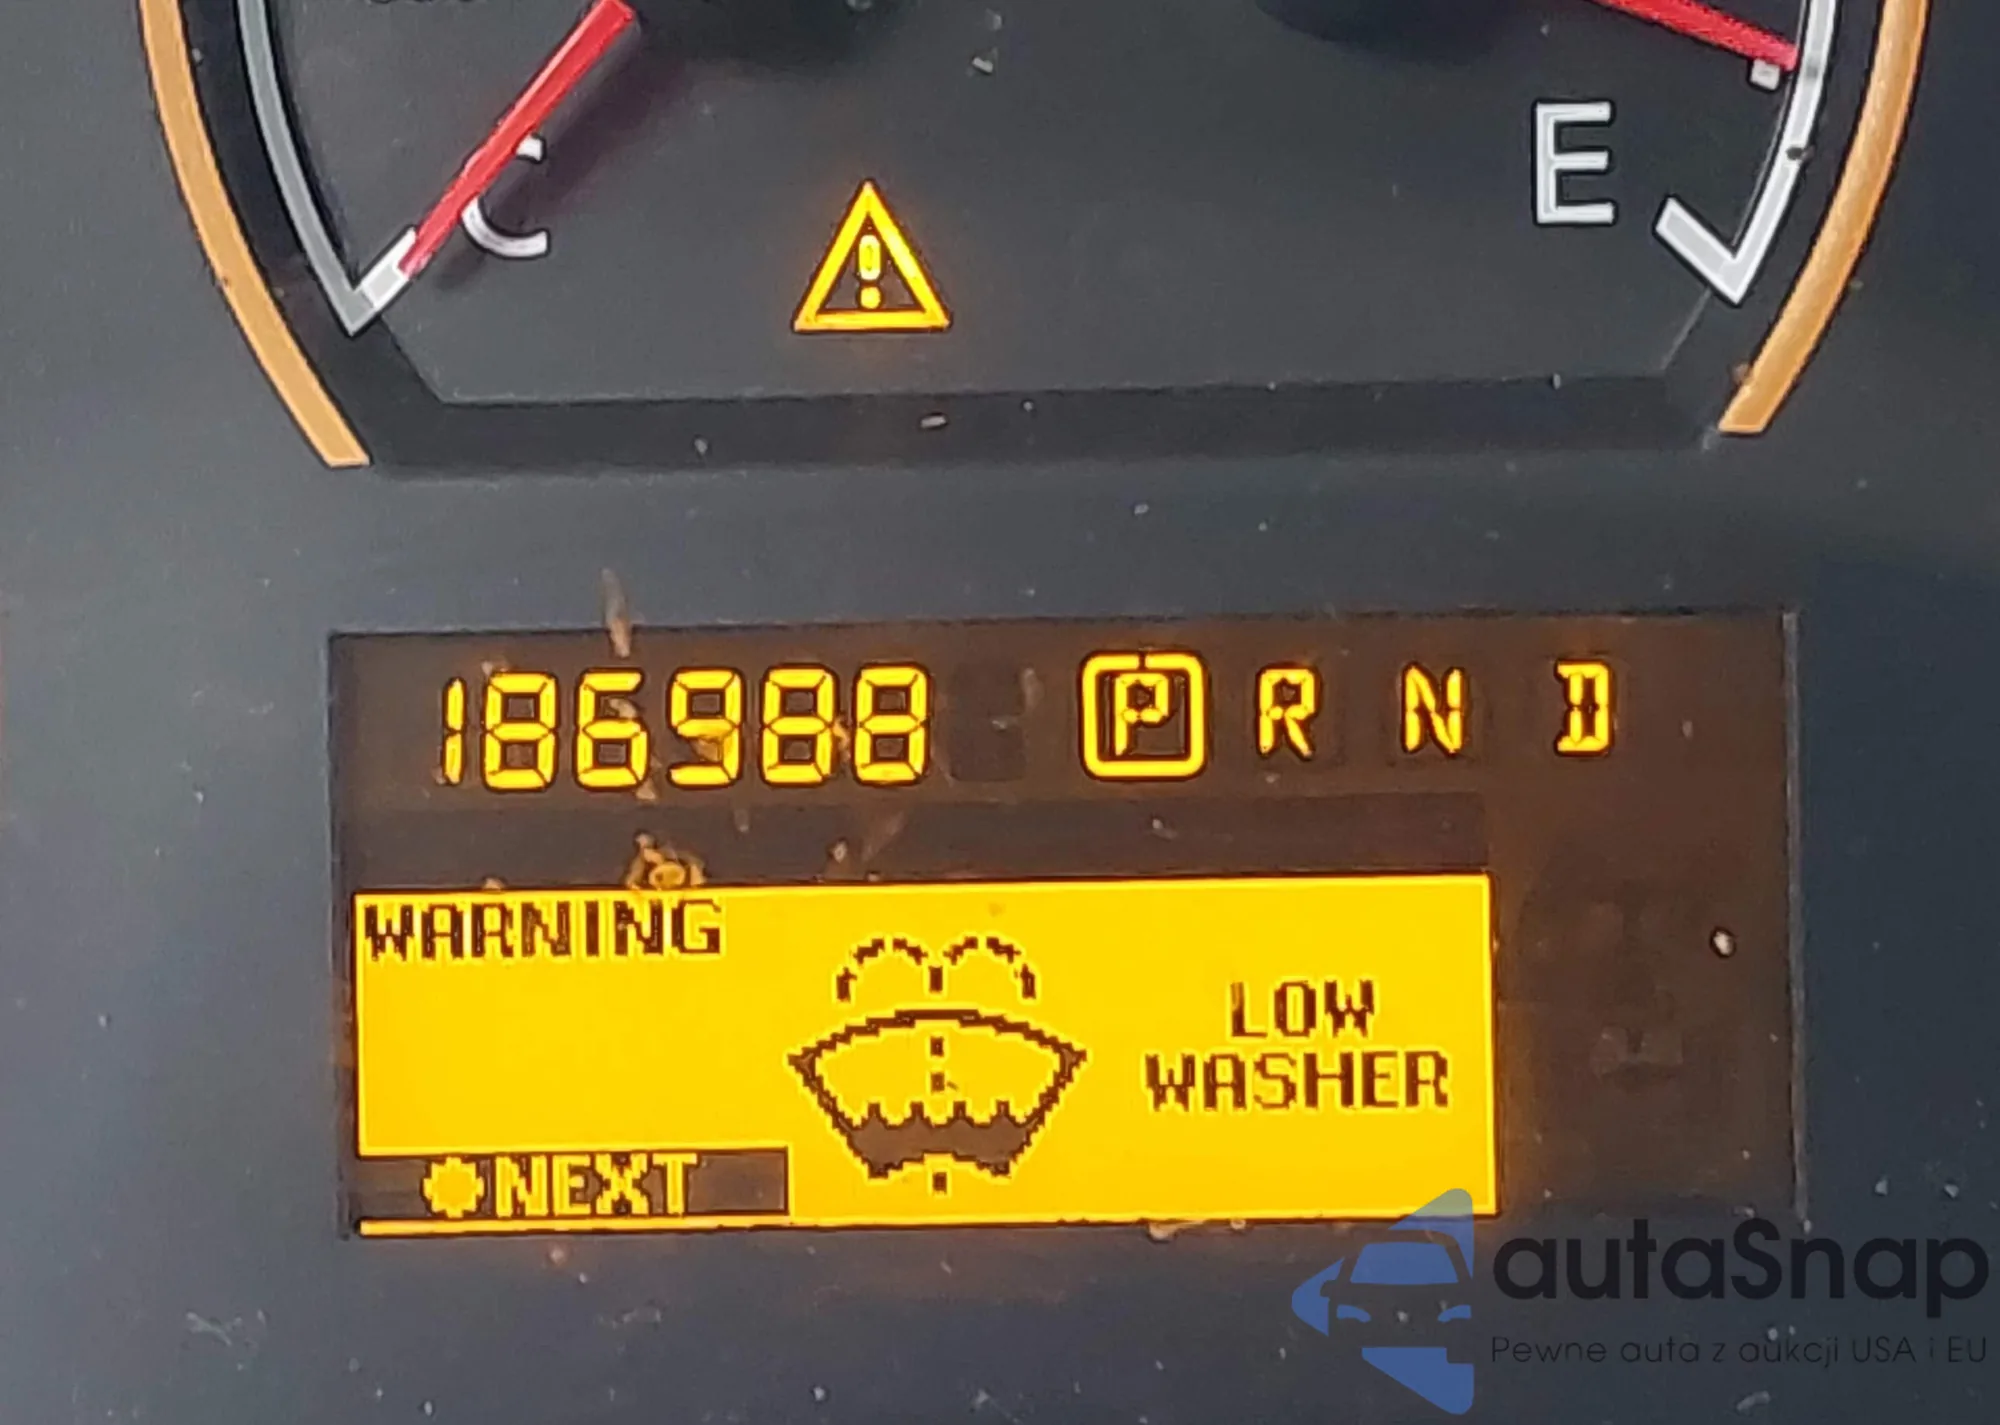 C
E
186988 P R N D
WARNING
LOW
WASHER
NEXT
autaSnap
Pewne auta z aukcji USA i EU